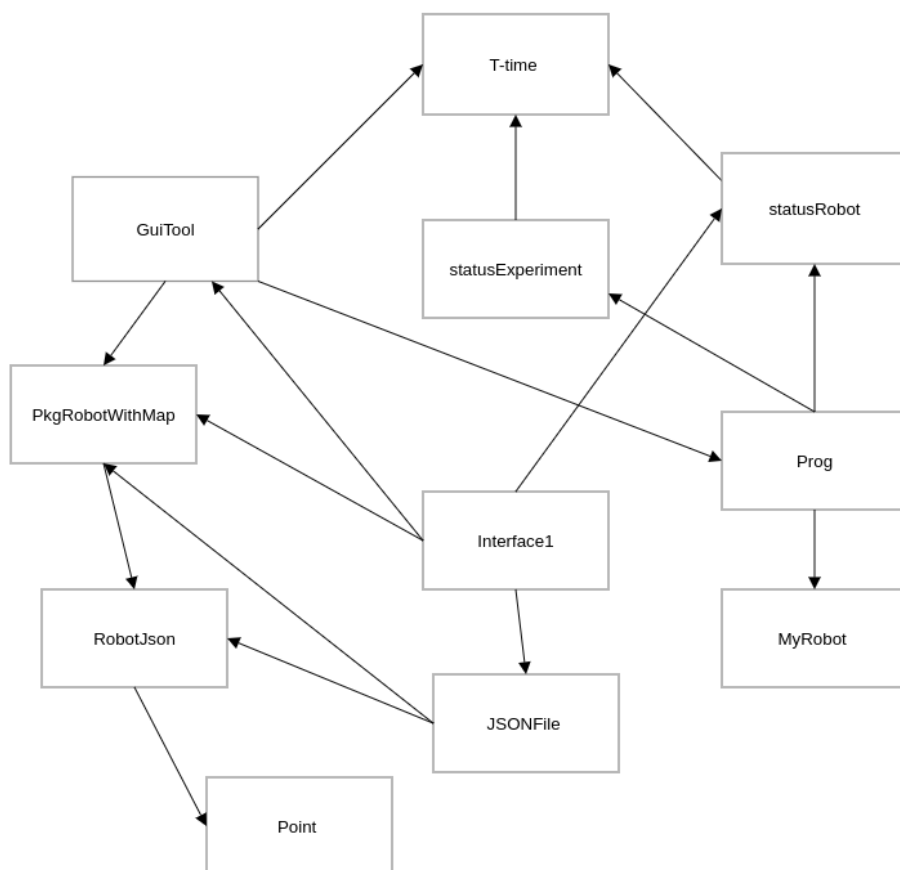 T-time
statusRobot
GuiTool
statusExperiment
PkgRobotWithMap
Prog
Interface1
RobotJson
MyRobot
JSONFile
Point